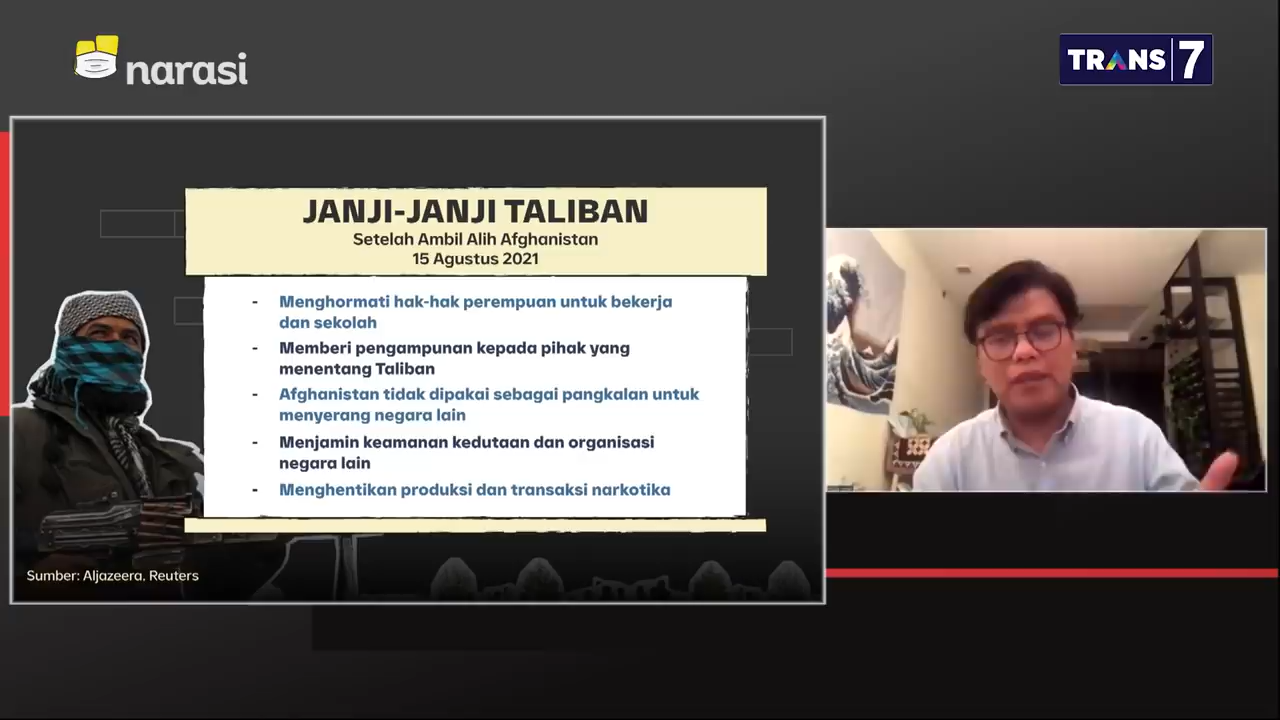 narasi
TRANS 7
JANJI-JANJI TALIBAN
Setelah Ambil Alih Afghanistan
15 Agustus 2021
- Menghormati hak-hak perempuan untuk bekerja
dan sekolah
- Memberi pengampunan kepada pihak yang
menentang Taliban
- Afghanistan tidak dipakai sebagai pangkalan untuk
menyerang negara lain
- Menjamin keamanan kedutaan dan organisasi
negara lain
- Menghentikan produksi dan transaksi narkotika
Sumber: Aljazeera. Reuters